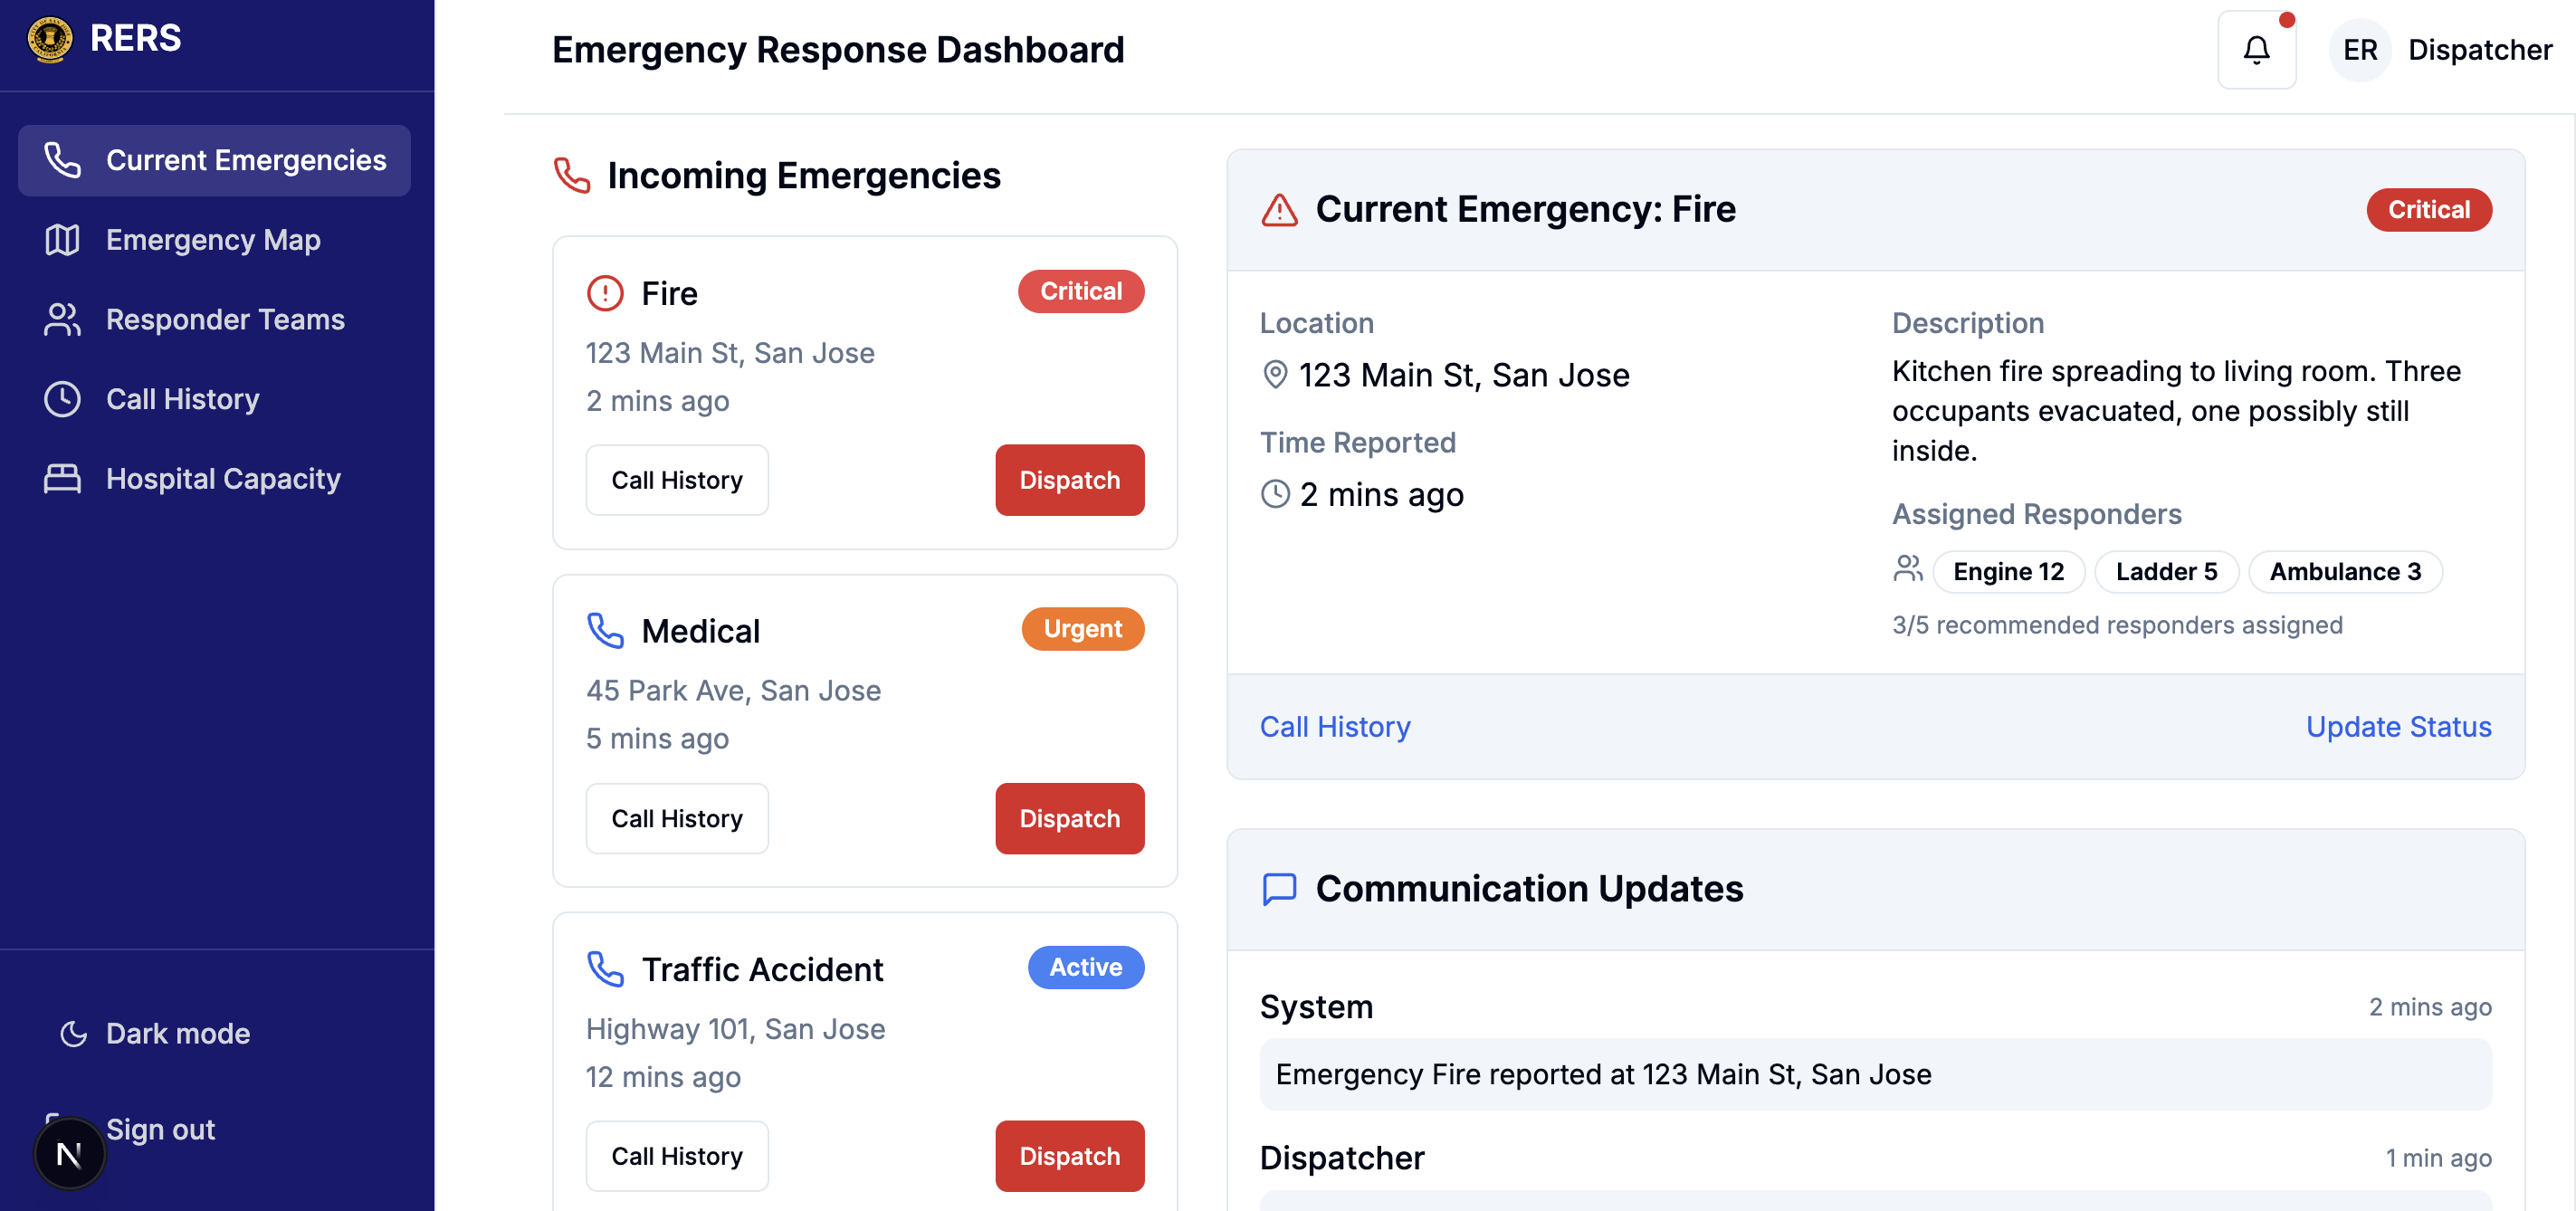 RERS
Current Emergencies
Emergency Map
Responder Teams
Call History
Hospital Capacity
Dark mode
Sign out
N
Emergency Response Dashboard
ER
Dispatcher
Incoming Emergencies
Fire
Critical
123 Main St, San Jose
2 mins ago
Call History
Dispatch
Medical
Urgent
45 Park Ave, San Jose
5 mins ago
Call History
Dispatch
Traffic Accident
Active
Highway 101, San Jose
12 mins ago
Call History
Dispatch
Current Emergency: Fire
Critical
Location
123 Main St, San Jose
Time Reported
2 mins ago
Description
Kitchen fire spreading to living room. Three
occupants evacuated, one possibly still
inside.
Assigned Responders
Engine 12
Ladder 5
Ambulance 3
3/5 recommended responders assigned
Call History
Update Status
Communication Updates
System
2 mins ago
Emergency Fire reported at 123 Main St, San Jose
Dispatcher
1 min ago